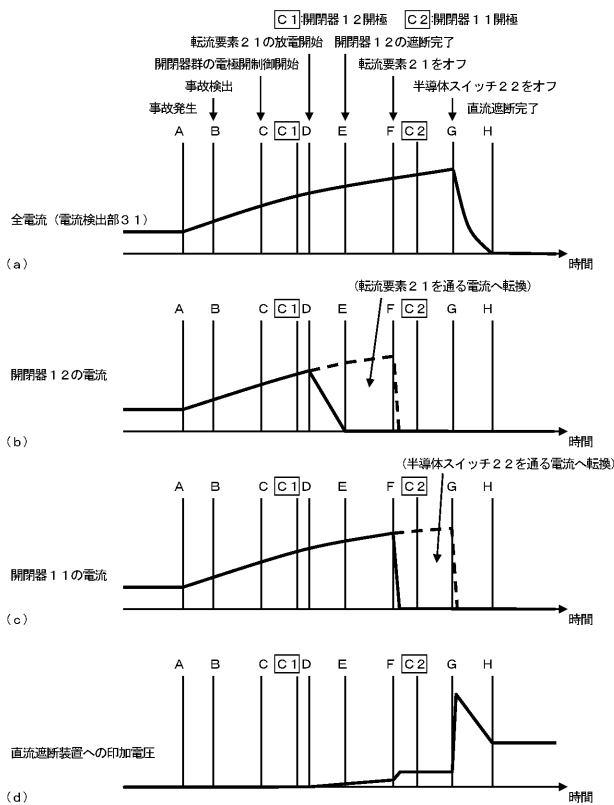 C1:開閉器12開極 C2:開閉器11開極
転流要素21の放電開始 開閉器12の遮断完了
開閉器群の電極開制御開始 転流要素21をオフ
事故検出 半導体スイッチ22をオフ
事故発生 直流遮断完了
A B C C1 D E F C2 G H
全電流（電流検出部31）
(a) 時間
(転流要素21を通る電流へ転換)
A B C C1 D E F C2 G H
開閉器12の電流
(b) 時間
(半導体スイッチ22を通る電流へ転換)
A B C C1 D E F C2 G H
開閉器11の電流
(c) 時間
A B C C1 D E F C2 G H
直流遮断装置への印加電圧
(d) 時間